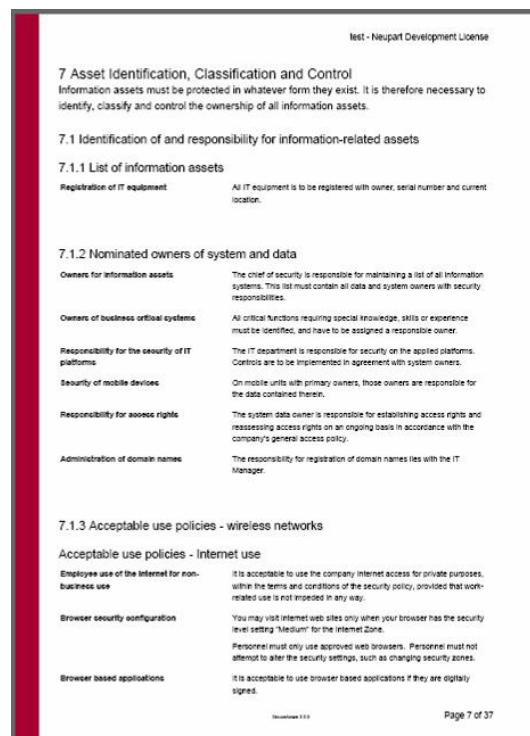 test - Neupart Development License
7 Asset Identification, Classification and Control
Information assets must be protected in whatever form they exist. It is therefore necessary to
identify, classify and control the ownership of all information assets.
7.1 Identification of and responsibility for information-related assets
7.1.1 List of information assets
Registration of IT equipment
All IT equipment is to be registered with owner, serial number and current
location.
7.1.2 Nominated owners of system and data
Owners for information assets
The chief of security is responsible for maintaining a list of all information
systems. This list must contain all data and system owners with security
responsibilities.
Owners of business critical systems
All critical functions requiring special knowledge, skills or experience
must be identified, and have to be assigned a responsible owner.
Responsibility for the security of IT
platforms
The IT department is responsible for security on the applied platforms.
Controls are to be implemented in agreement with system owners.
Security of mobile devices
On mobile units with primary owners, those owners are responsible for
the data contained therein.
Responsibility for access rights
The system data owner is responsible for establishing access rights and
reassessing access rights on an ongoing basis in accordance with the
company's general access policy.
Administration of domain names
The responsibility for registration of domain names lies with the IT
Manager.
7.1.3 Acceptable use policies - wireless networks
Acceptable use policies - Internet use
Employee use of the Internet for non-
business use
It is acceptable to use the company Internet access for private purposes,
within the terms and conditions of the security policy, provided that work-
related use is not impeded in any way.
Browser security configuration
You may visit Internet web sites only when your browser has the security
level setting "Medium" for the Internet Zone.
Personnel must only use approved web browsers. Personnel must not
attempt to alter the security settings, such as changing security zones.
Browser based applications
It is acceptable to use browser based applications if they are digitally
signed.
Page 7 of 37